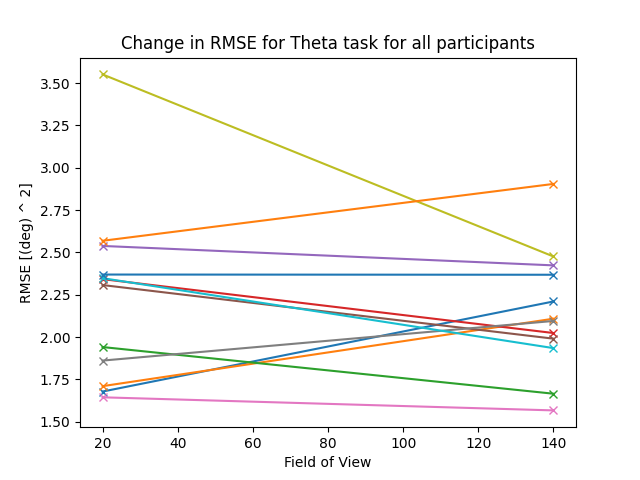 Change in RMSE for Theta task for all participants
3.50
3.25
3.00
2.75
2.50
2.25
2.00
1.75
1.50
RMSE [(deg) ^ 2]
20 40 60 80 100 120 140
Field of View